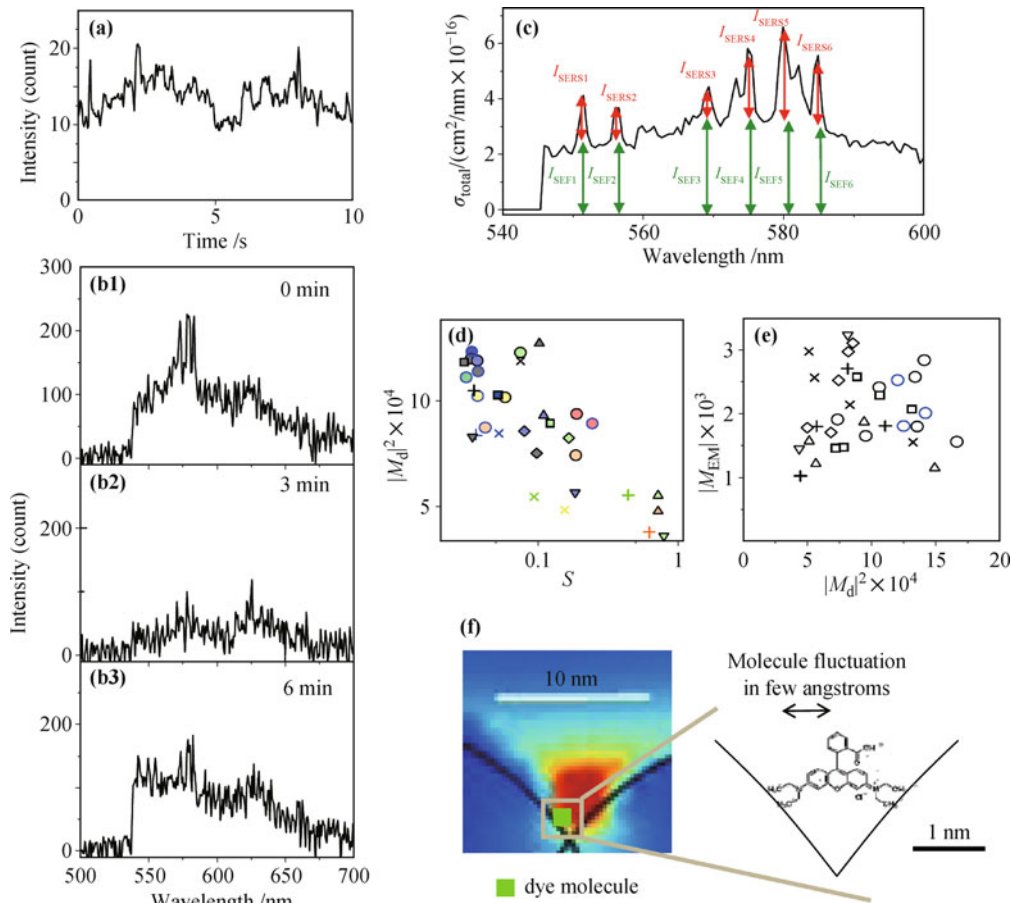 (a)
Intensity (count)
20
10
0
0 5 10
Time /s
(b1)
0 min
300
200
100
0
(b2)
3 min
200
100
0
(b3)
6 min
200
100
0
Intensity (count)
500 550 600 650 700
Wavelength /nm
(c)
σtotal/(cm²/nm × 10⁻¹⁶)
6
4
2
0
ISERS1
ISERS2
ISERS3
ISERS4
ISERS5
ISERS6
ISEF1
ISEF2
ISEF3
ISEF4
ISEF5
ISEF6
540 560 580 600
Wavelength /nm
(d)
|Md|² × 10⁴
10
5
0.1 1
S
(e)
|MEM| × 10³
3
2
1
0 5 10 20
|Md|² × 10⁴
(f)
10 nm
dye molecule
Molecule fluctuation
in few angstroms
1 nm